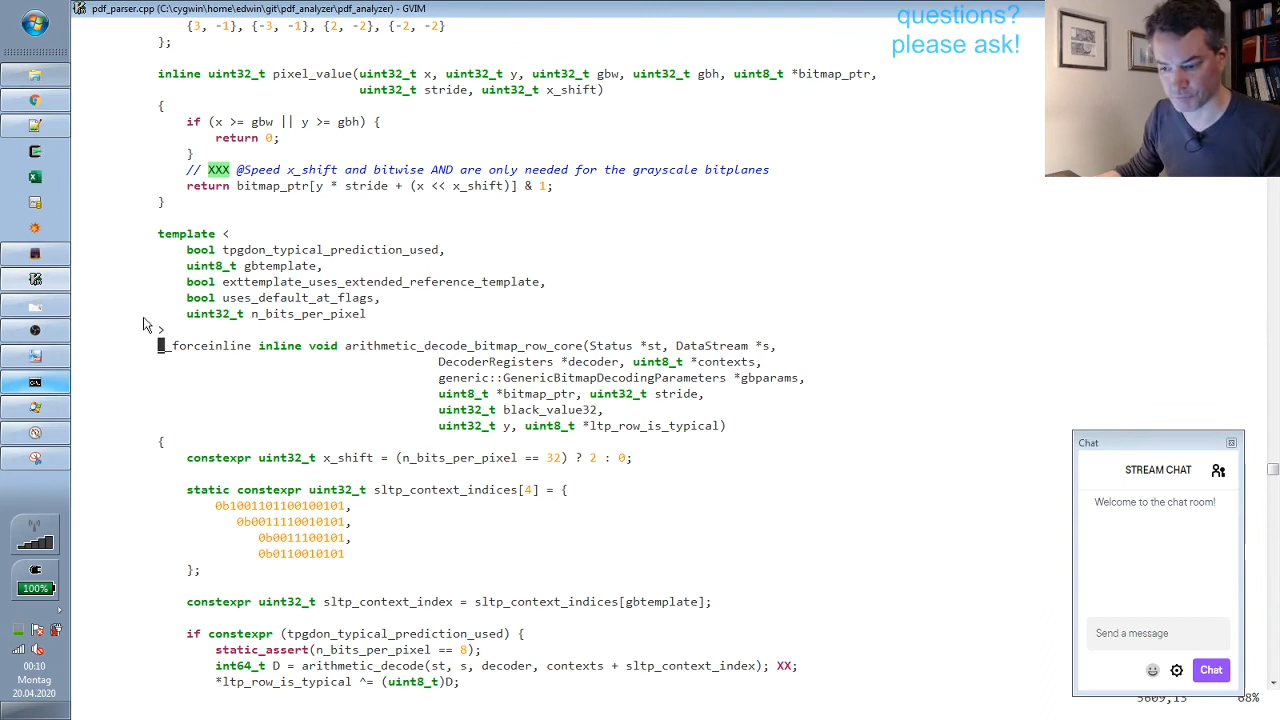 pdf_parser.cpp (C:\cygwin\home\edwin\git\pdf_analyzer\pdf_analyzer) - GVIM
questions?
please ask!
{3, -1}, {-3, -1}, {2, -2}, {-2, -2}
};
inline uint32_t pixel_value(uint32_t x, uint32_t y, uint32_t gbw, uint32_t gbh, uint8_t *bitmap_ptr,
uint32_t stride, uint32_t x_shift)
{
if (x >= gbw || y >= gbh) {
return 0;
}
// XXX @Speed x_shift and bitwise AND are only needed for the grayscale bitplanes
return bitmap_ptr[y * stride + (x << x_shift)] & 1;
}
template <
bool tpgdon_typical_prediction_used,
uint8_t gbtemplate,
bool exttemplate_uses_extended_reference_template,
bool uses_default_at_flags,
uint32_t n_bits_per_pixel
>
__forceinline inline void arithmetic_decode_bitmap_row_core(Status *st, DataStream *s,
DecoderRegisters *decoder, uint8_t *contexts,
generic::GenericBitmapDecodingParameters *gbparams,
uint8_t *bitmap_ptr, uint32_t stride,
uint32_t black_value32,
uint32_t y, uint8_t *ltp_row_is_typical)
{
constexpr uint32_t x_shift = (n_bits_per_pixel == 32) ? 2 : 0;
static constexpr uint32_t sltp_context_indices[4] = {
0b1001101100100101,
0b0011110010101,
0b0011100101,
0b0110010101
};
constexpr uint32_t sltp_context_index = sltp_context_indices[gbtemplate];
if constexpr (tpgdon_typical_prediction_used) {
static_assert(n_bits_per_pixel == 8);
int64_t D = arithmetic_decode(st, s, decoder, contexts + sltp_context_index); XX;
*ltp_row_is_typical ^= (uint8_t)D;
5609,13 68%
Chat
STREAM CHAT
Welcome to the chat room!
Send a message
Chat
100%
00:10
Montag
20.04.2020